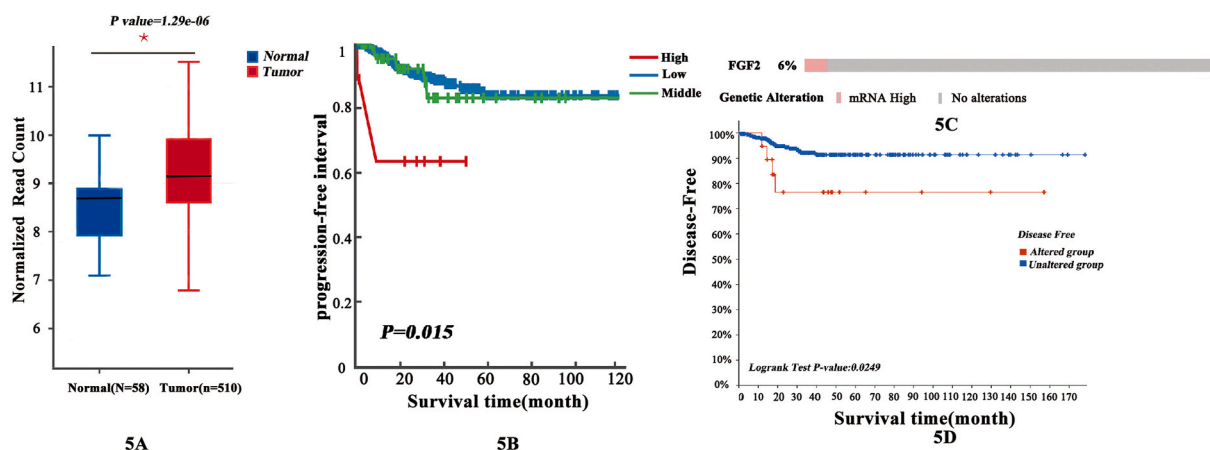 P value=1.29e-06
Normal
Tumor
Normalized Read Count
11
10
9
8
7
6
Normal(N=58) Tumor(n=510)
5A
progression-free interval
1
0.8
0.6
0.4
0.2
0
High
Low
Middle
P=0.015
0 20 40 60 80 100 120
Survival time(month)
5B
FGF2 6%
Genetic Alteration mRNA High No alterations
5C
Disease-Free
100%
90%
80%
70%
60%
50%
40%
30%
20%
10%
0%
Disease Free
Altered group
Unaltered group
Logrank Test P-value:0.0249
0 10 20 30 40 50 60 70 80 90 100 110 120 130 140 150 160 170
Survival time(month)
5D